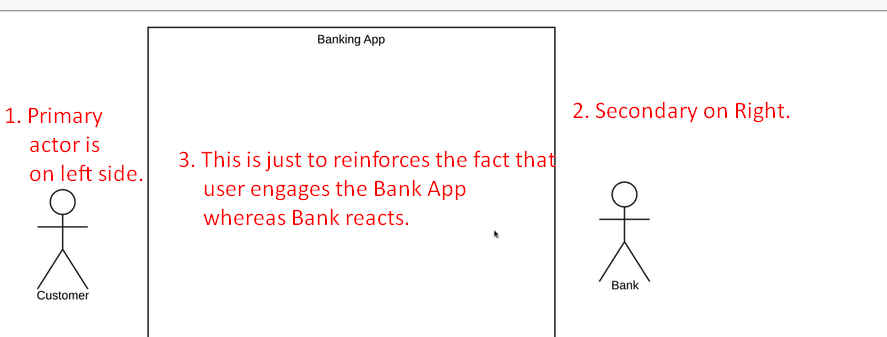 Banking App
1. Primary
actor is
on left side.
2. Secondary on Right.
3. This is just to reinforces the fact that
user engages the Bank App
whereas Bank reacts.
Customer
Bank